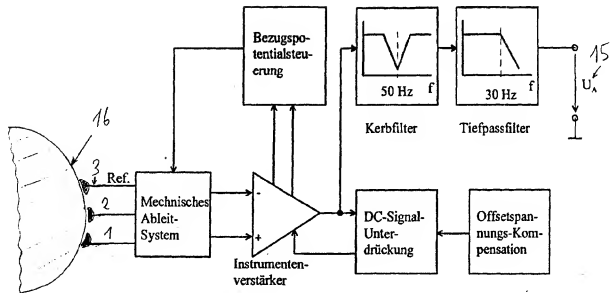 Bezugspo-
tentialsteu-
erung
50 Hz
f
Kerbfilter
30 Hz
f
Tiefpassfilter
15
U_A
16
3
Ref.
2
1
Mechnisches
Ableit-
System
-
+
Instrumenten-
verstärker
DC-Signal-
Unter-
drückung
Offsetspan-
nungs-Kom-
pensation